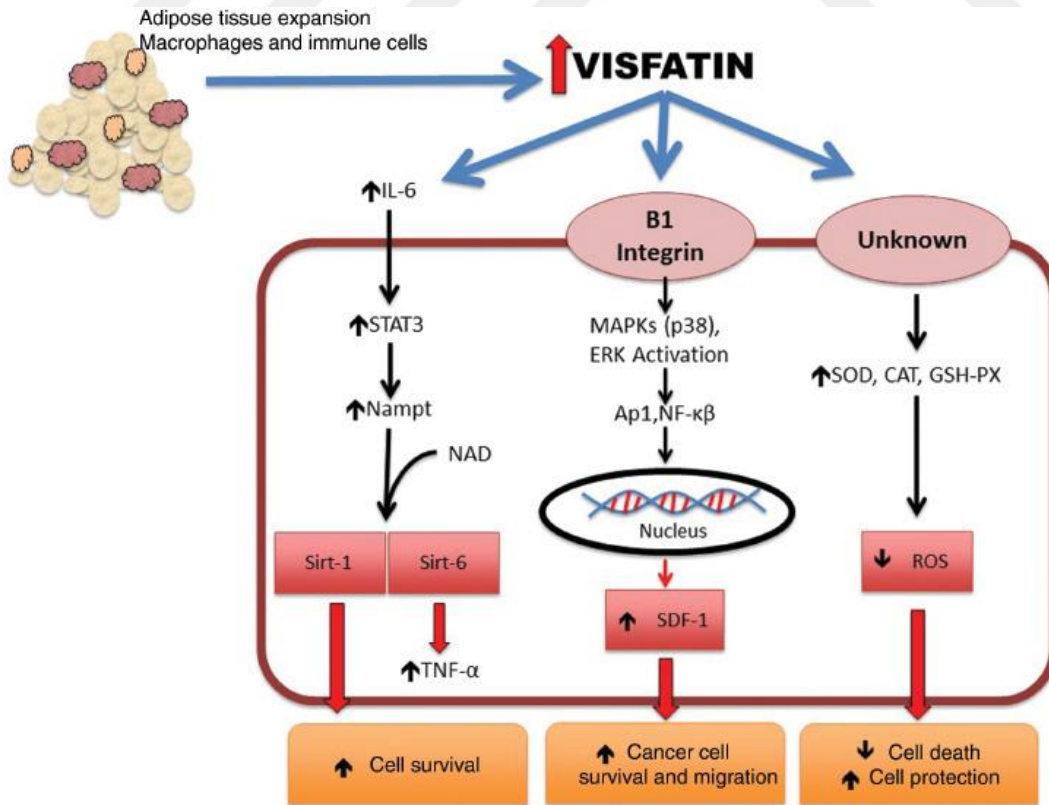 Adipose tissue expansion
Macrophages and immune cells
VISFATIN
IL-6
STAT3
Nampt
NAD
Sirt-1
Sirt-6
TNF-α
B1
Integrin
MAPKs (p38),
ERK Activation
Ap1,NF-κβ
Nucleus
SDF-1
Unknown
SOD, CAT, GSH-PX
ROS
Cell survival
Cancer cell
survival and migration
Cell death
Cell protection